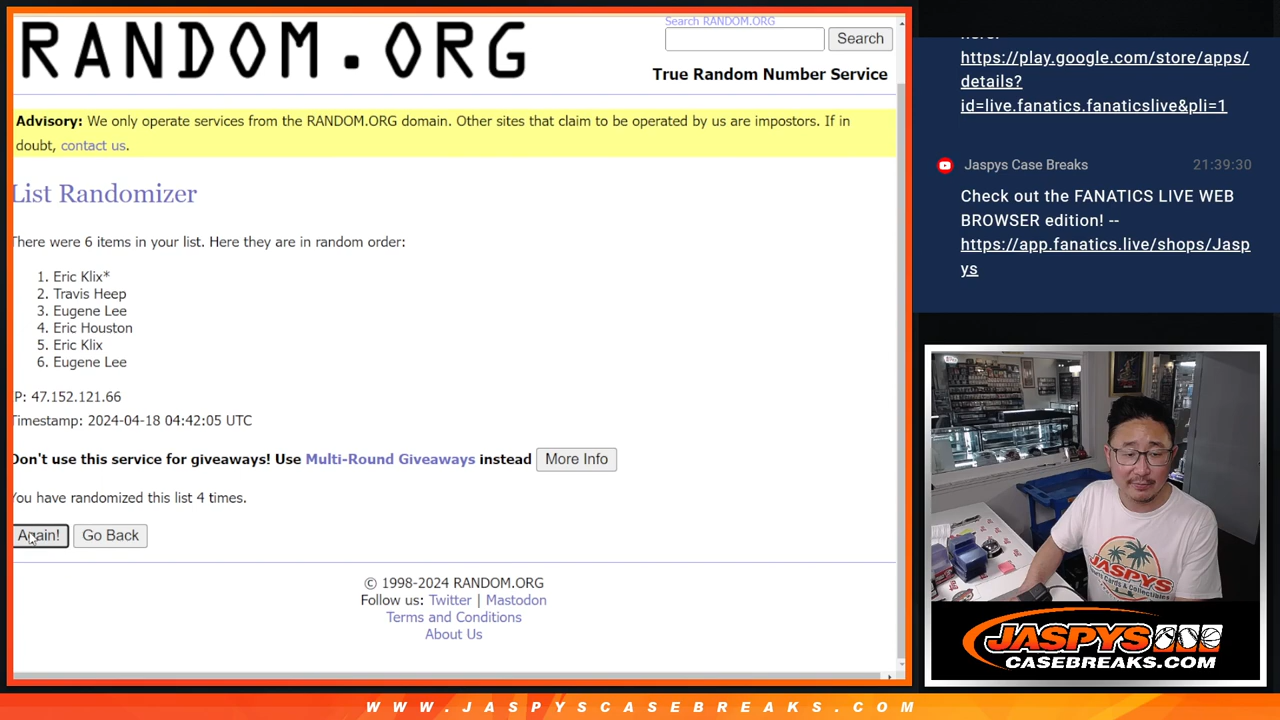 RANDOM.ORG
Search RANDOM.ORG
Search
True Random Number Service
Advisory: We only operate services from the RANDOM.ORG domain. Other sites that claim to be operated by us are impostors. If in
doubt, contact us.
List Randomizer
There were 6 items in your list. Here they are in random order:
1. Eric Klix*
2. Travis Heep
3. Eugene Lee
4. Eric Houston
5. Eric Klix
6. Eugene Lee
P: 47.152.121.66
Timestamp: 2024-04-18 04:42:05 UTC
Don't use this service for giveaways! Use Multi-Round Giveaways instead More Info
You have randomized this list 4 times.
Again! Go Back
© 1998-2024 RANDOM.ORG
Follow us: Twitter | Mastodon
Terms and Conditions
About Us
https://play.google.com/store/apps/
details?
id=live.fanatics.fanaticslive&pli=1
Jaspys Case Breaks 21:39:30
Check out the FANATICS LIVE WEB
BROWSER edition! --
https://app.fanatics.live/shops/Jasp
ys
JASPYS
JASPYS
CASEBREAKS.COM
WWW.JASPYSCASEBREAKS.COM